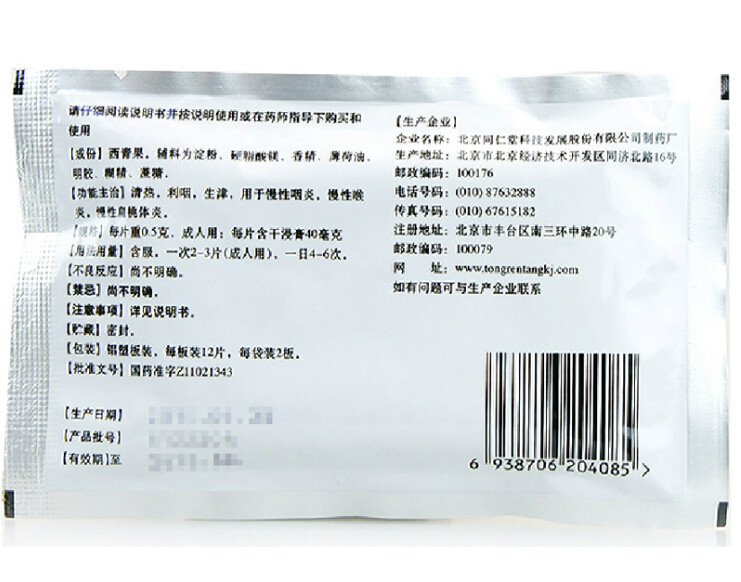 请仔细阅读说明书并按说明使用或在药师指导下购买和
使用
【成份】西青果。辅料为淀粉、硬脂酸镁、香精、薄荷油、
明胶、糊精、蔗糖。
【功能主治】清热，利咽，生津，用于慢性咽炎，慢性喉
炎，慢性扁桃体炎。
【规格】每片重0.5克，成人用：每片含干浸膏40毫克
【用法用量】含服，一次2-3片(成人用)，一日4-6次。
【不良反应】尚不明确。
【禁忌】尚不明确。
【注意事项】详见说明书。
【贮藏】密封。
【包装】铝塑板装，每板装12片，每袋装2板。
【批准文号】国药准字Z11021343
【生产日期】
【产品批号】
【有效期】至
【生产企业】
企业名称：北京同仁堂科技发展股份有限公司制药厂
生产地址：北京市北京经济技术开发区同济北路16号
邮政编码：100176
电话号码：(010) 87632888
传真号码：(010) 67615182
注册地址：北京市丰台区南三环中路20号
邮政编码：100079
网 址：www.tongrentangkj.com
如有问题可与生产企业联系
6 938706 204085 >